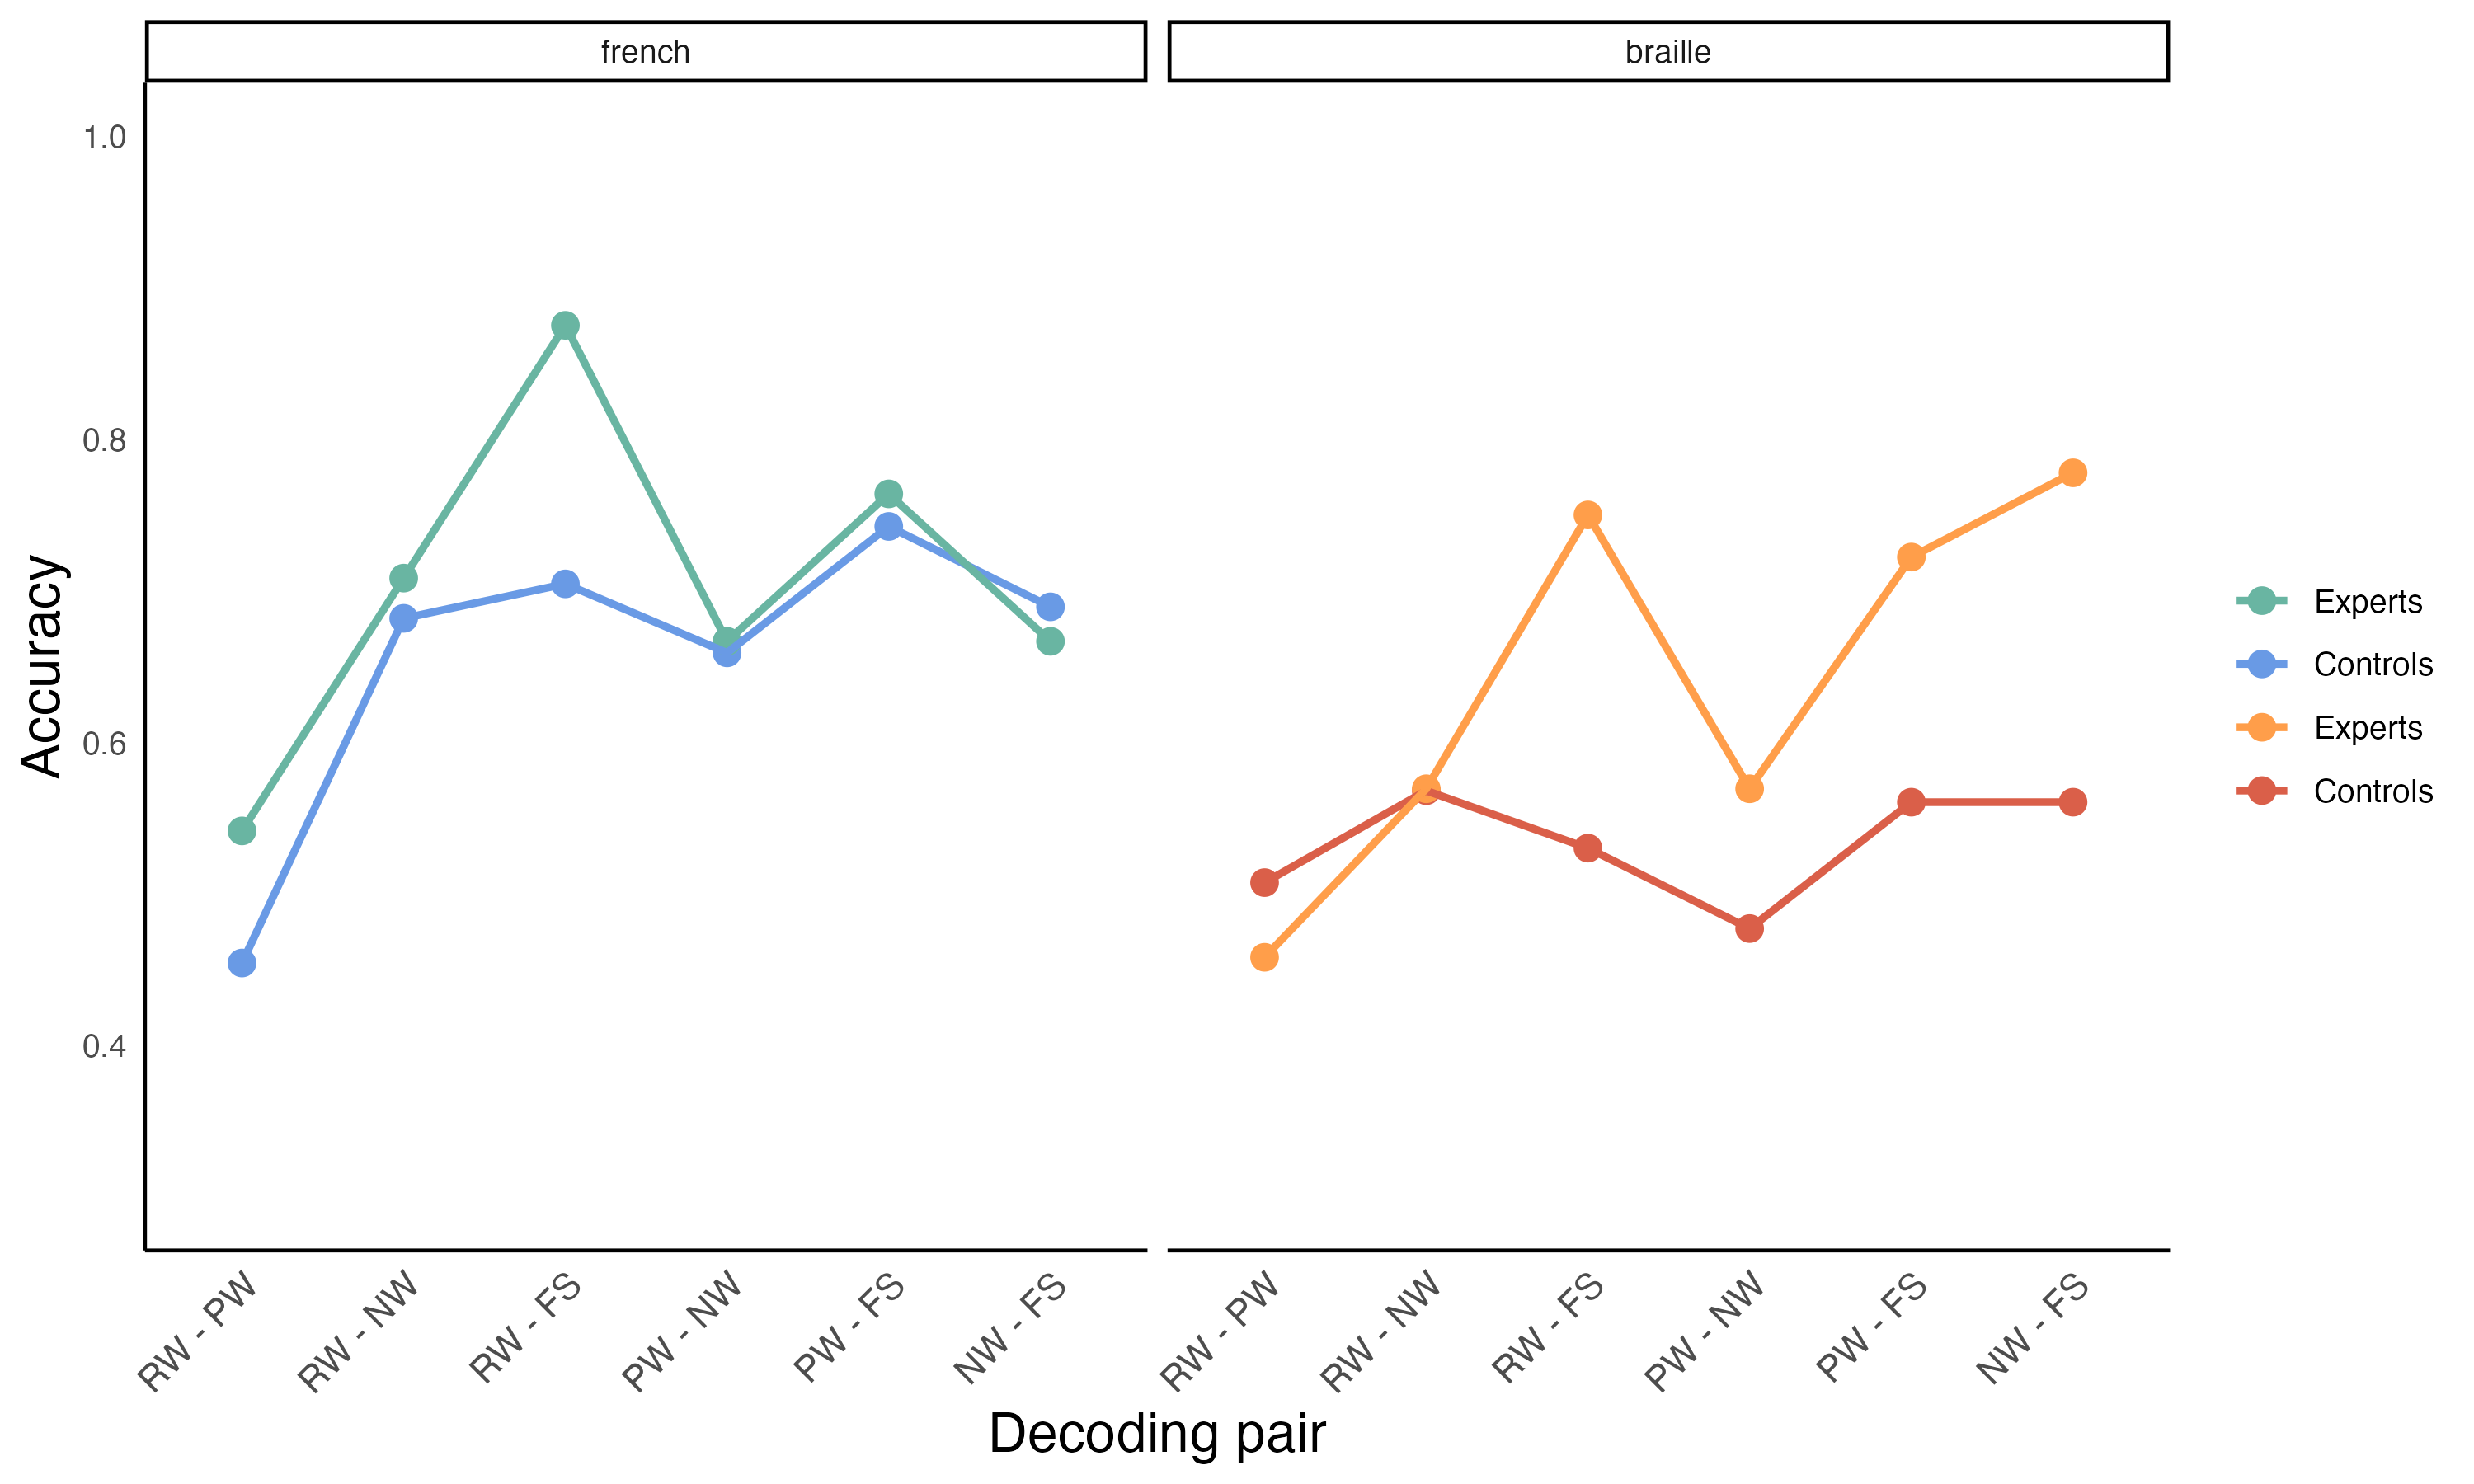 french
braille
1.0
0.8
0.6
0.4
Accuracy
RW - PW
RW - NW
RW - FS
PW - NW
PW - FS
NW - FS
RW - PW
RW - NW
RW - FS
PW - NW
PW - FS
NW - FS
Decoding pair
Experts
Controls
Experts
Controls